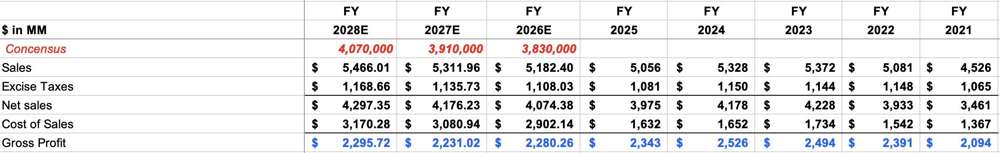 FY FY FY FY FY FY FY FY
$ in MM 2028E 2027E 2026E 2025 2024 2023 2022 2021
Concensus 4,070,000 3,910,000 3,830,000
Sales $ 5,466.01 $ 5,311.96 $ 5,182.40 $ 5,056 $ 5,328 $ 5,372 $ 5,081 $ 4,526
Excise Taxes $ 1,168.66 $ 1,135.73 $ 1,108.03 $ 1,081 $ 1,150 $ 1,144 $ 1,148 $ 1,065
Net sales $ 4,297.35 $ 4,176.23 $ 4,074.38 $ 3,975 $ 4,178 $ 4,228 $ 3,933 $ 3,461
Cost of Sales $ 3,170.28 $ 3,080.94 $ 2,902.14 $ 1,632 $ 1,652 $ 1,734 $ 1,542 $ 1,367
Gross Profit $ 2,295.72 $ 2,231.02 $ 2,280.26 $ 2,343 $ 2,526 $ 2,494 $ 2,391 $ 2,094